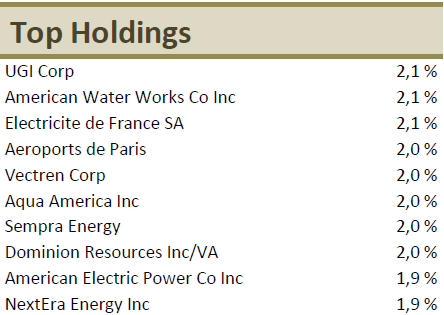 Top Holdings
UGI Corp 2,1 %
American Water Works Co Inc 2,1 %
Electricite de France SA 2,1 %
Aeroports de Paris 2,0 %
Vectren Corp 2,0 %
Aqua America Inc 2,0 %
Sempra Energy 2,0 %
Dominion Resources Inc/VA 2,0 %
American Electric Power Co Inc 1,9 %
NextEra Energy Inc 1,9 %